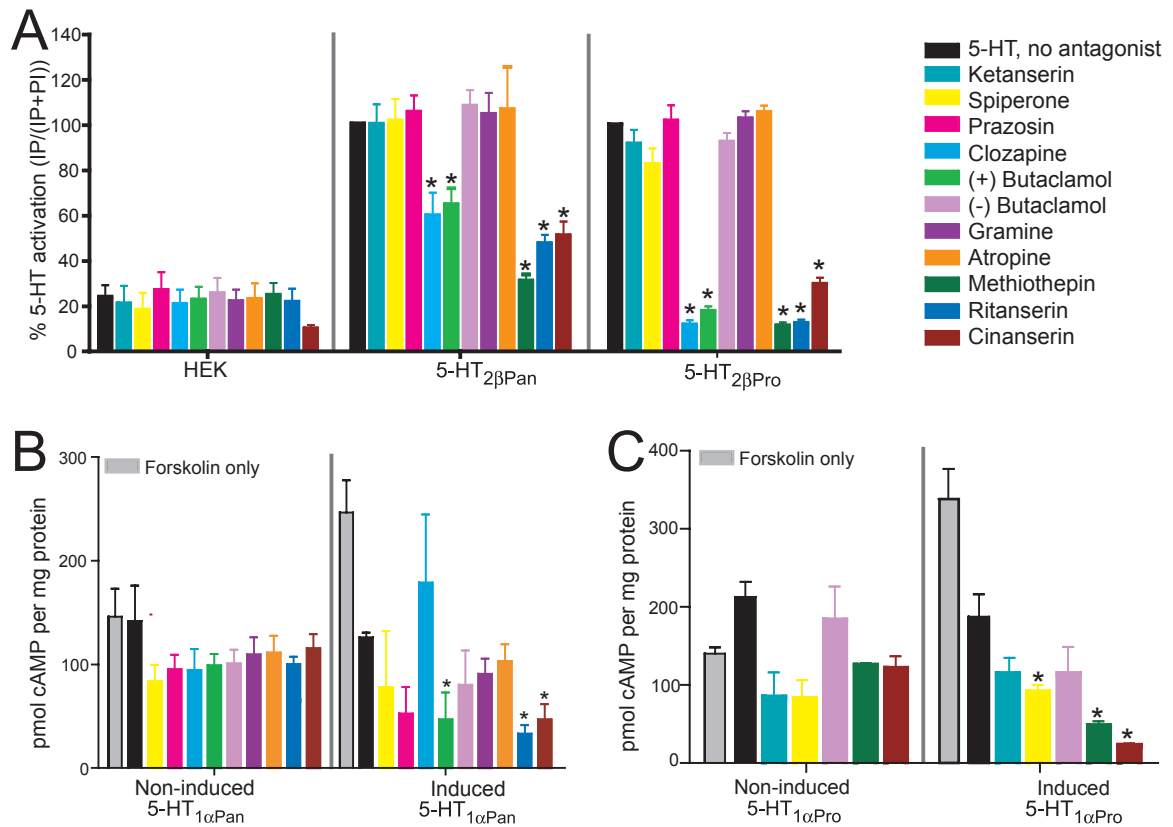 A
% 5-HT activation (IP/(IP+PI))
140
120
100
80
60
40
20
0
* * * * *
* * * * *
HEK
5-HT2βPan
5-HT2βPro
5-HT, no antagonist
Ketanserin
Spiperone
Prazosin
Clozapine
(+) Butaclamol
(-) Butaclamol
Gramine
Atropine
Methiothepin
Ritanserin
Cinanserin
B
pmol cAMP per mg protein
300
200
100
0
Forskolin only
* * *
Non-induced
5-HT1αPan
Induced
5-HT1αPan
C
pmol cAMP per mg protein
400
300
200
100
0
Forskolin only
* * *
Non-induced
5-HT1αPro
Induced
5-HT1αPro